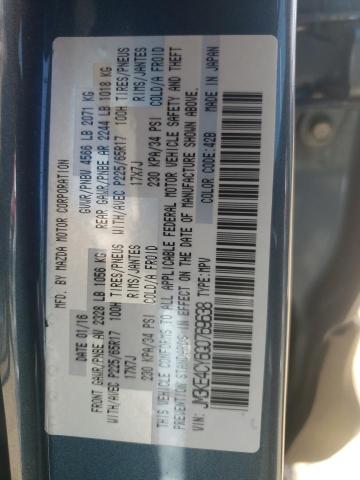 MFD. BY MAZDA MOTOR CORPORATION
GVWR/PNBV 4566 LB 2071 KG
DATE 01/16
FRONT GAWR/PNBE AV 2328 LB 1056 KG
REAR GAWR/PNBE AR 2244 LB 1018 KG
WITH/AVEC P225/65R17 100H TIRES/PNEUS
WITH/AVEC P225/65R17 100H TIRES/PNEUS
17X7J RIMS/JANTES
17X7J RIMS/JANTES
230 KPA/34 PSI COLD/A FROID
230 KPA/34 PSI COLD/A FROID
THIS VEHICLE CONFORMS TO ALL APPLICABLE FEDERAL MOTOR VEHICLE SAFETY AND THEFT
PREVENTION STANDARDS IN EFFECT ON THE DATE OF MANUFACTURE SHOWN ABOVE.
MADE IN JAPAN
VIN: JM3KE4CY6G0769638 MPV
COLOR CODE: 42B